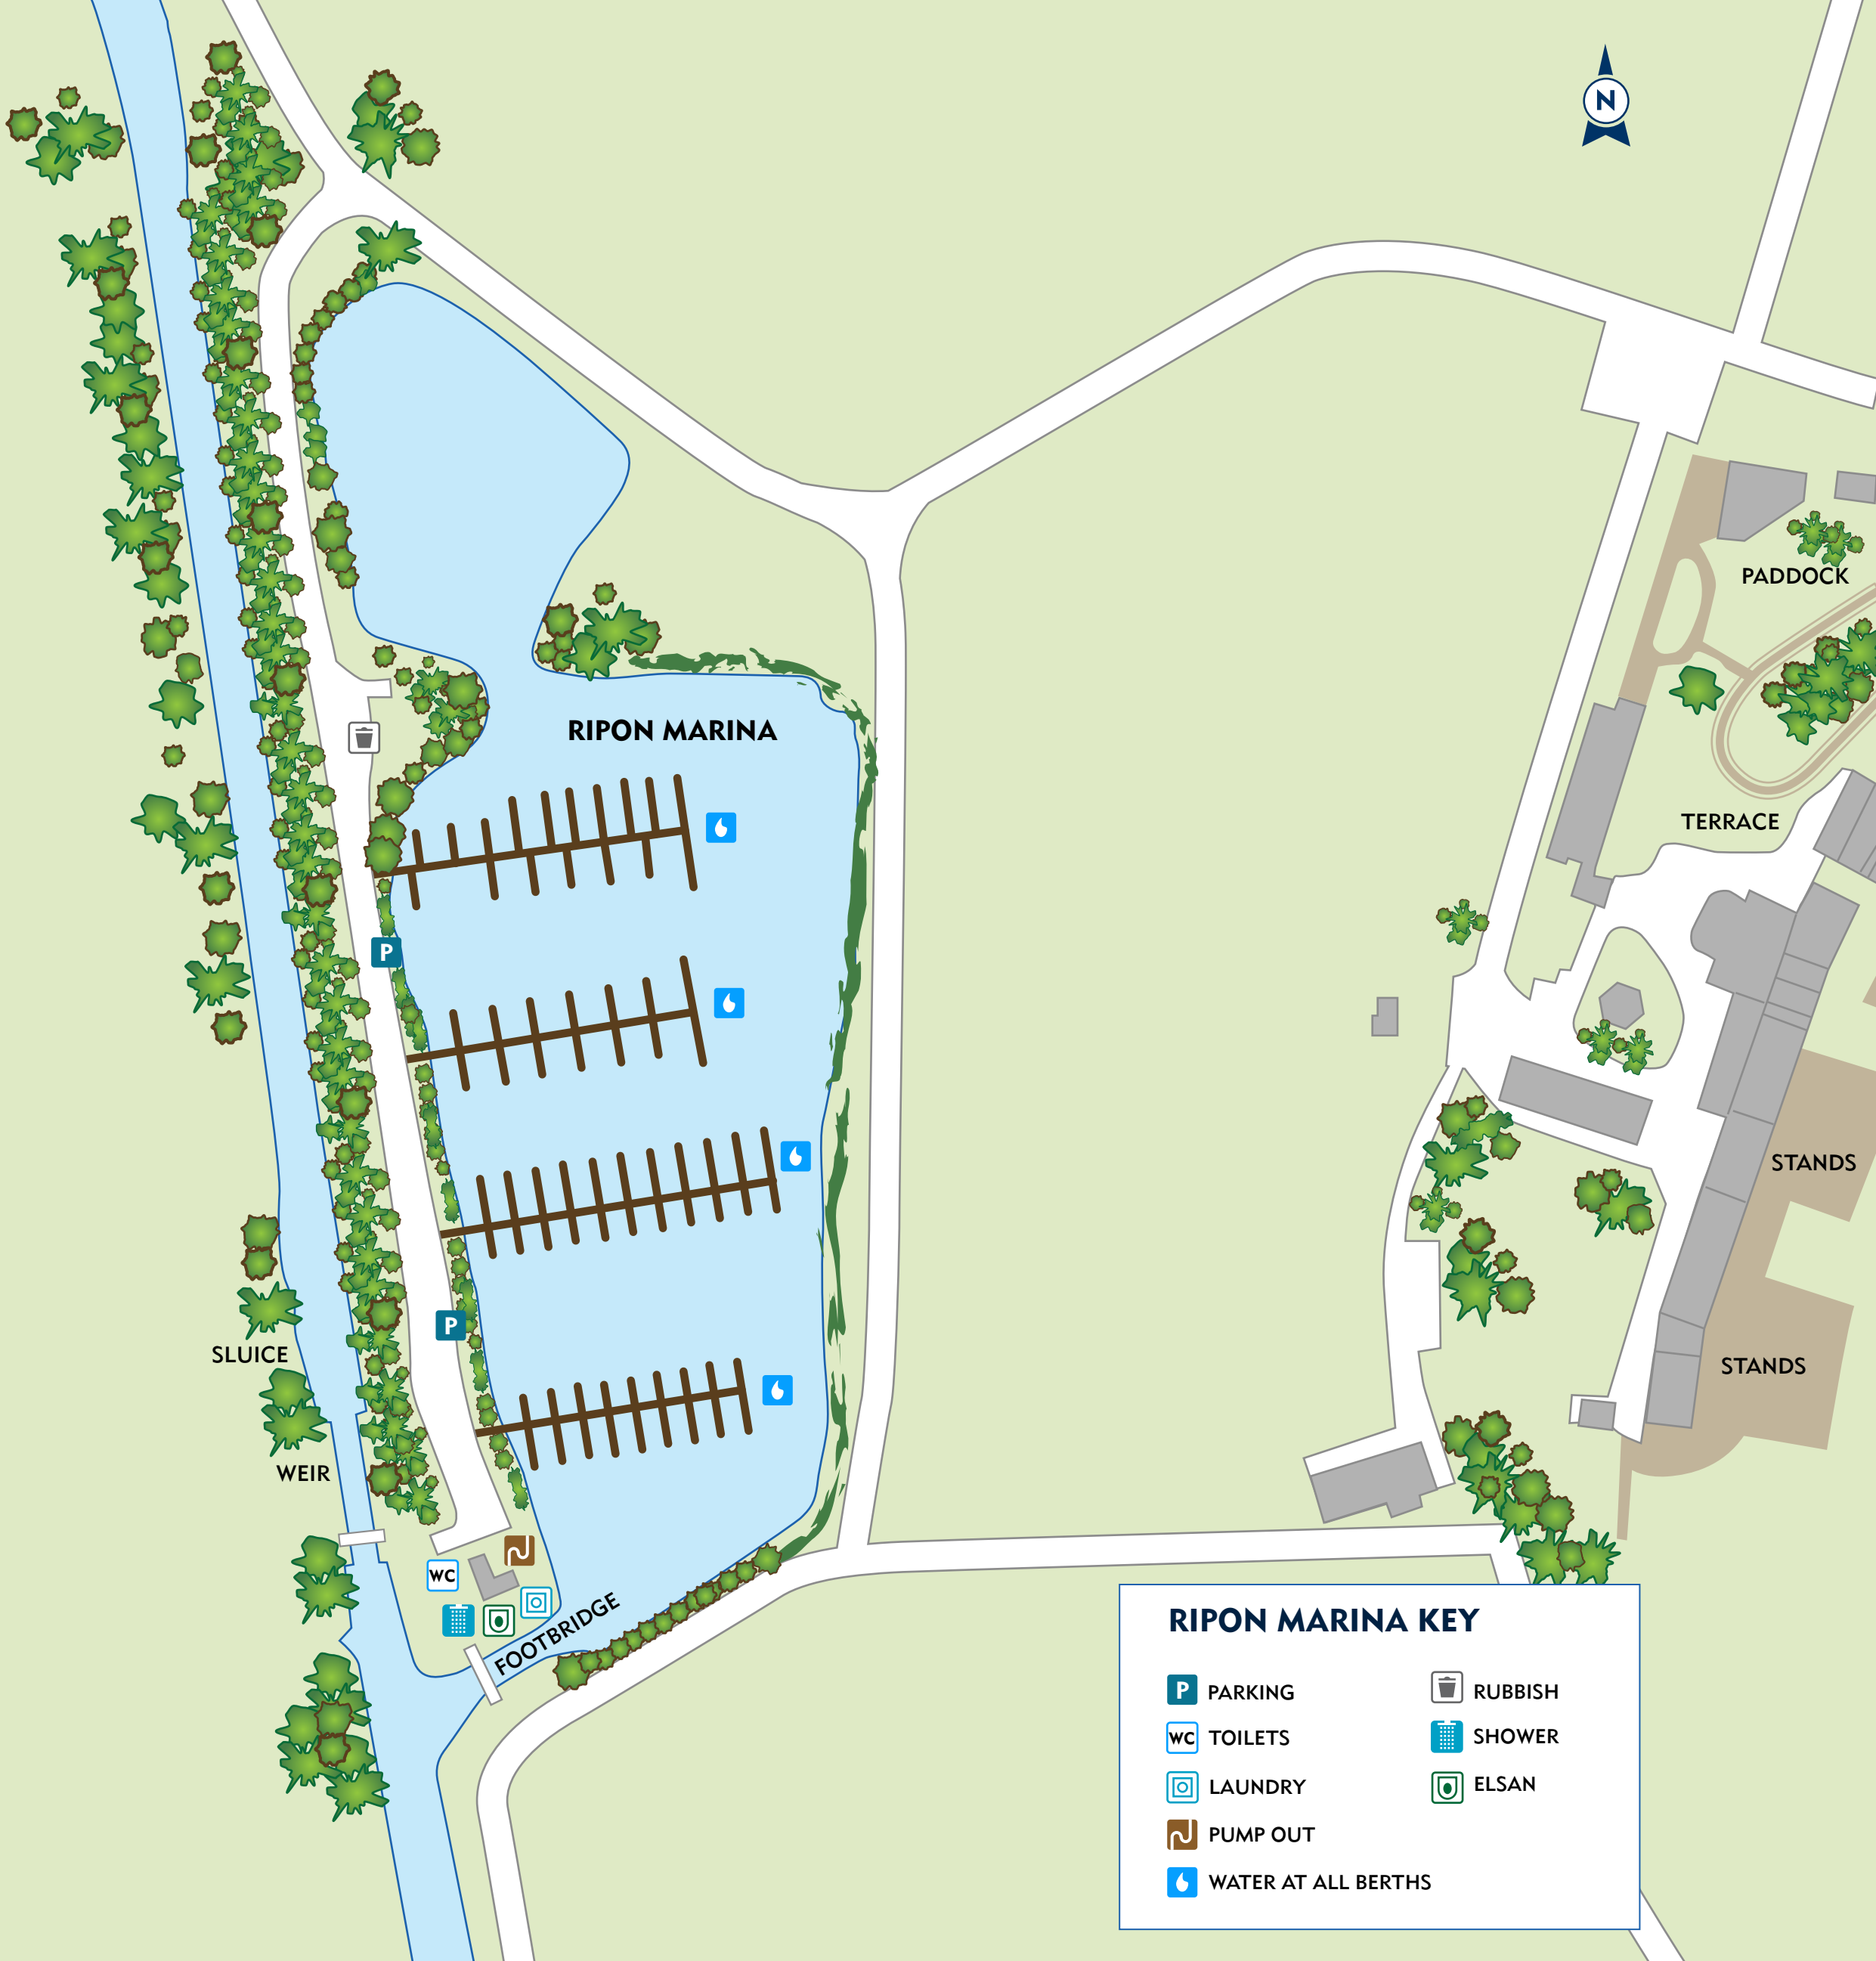 N
PADDOCK
RIPON MARINA
TERRACE
P
STANDS
P
SLUICE
STANDS
WEIR
WC
FOOTBRIDGE
RIPON MARINA KEY
P PARKING
RUBBISH
WC TOILETS
SHOWER
LAUNDRY
ELSAN
PUMP OUT
WATER AT ALL BERTHS